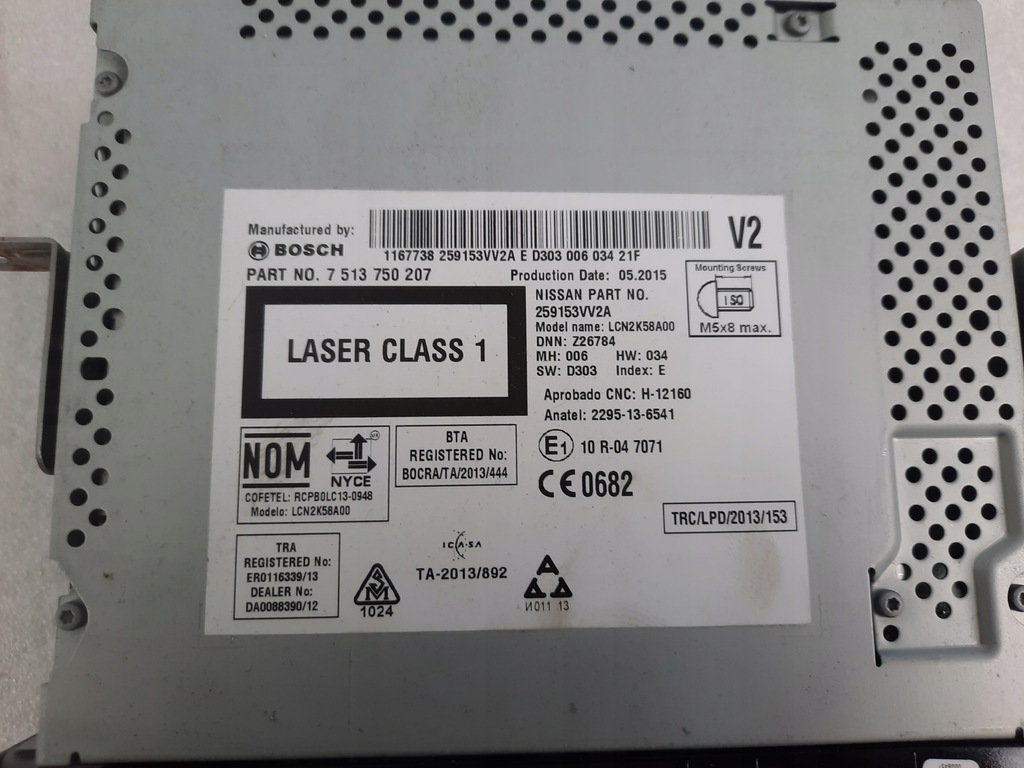 Manufactured by:
BOSCH
1167738 259153VV2A E D303 006 034 21F
V2
PART NO. 7 513 750 207
Production Date: 05.2015
LASER CLASS 1
NISSAN PART NO.
259153VV2A
Model name: LCN2K58A00
DNN: Z26784
MH: 006 HW: 034
SW: D303 Index: E
Mounting Screws
ISO
M5x8 max.
Aprobado CNC: H-12160
Anatel: 2295-13-6541
NOM
NYCE
COFETEL: RCPBOLC13-0948
Modelo: LCN2K58A00
BTA
REGISTERED No:
BOCRA/TA/2013/444
E1 10 R-04 7071
CE 0682
TRC/LPD/2013/153
TRA
REGISTERED No:
ER0116339/13
DEALER No:
DA0088390/12
SM
1024
ICASA
TA-2013/892
И011 13